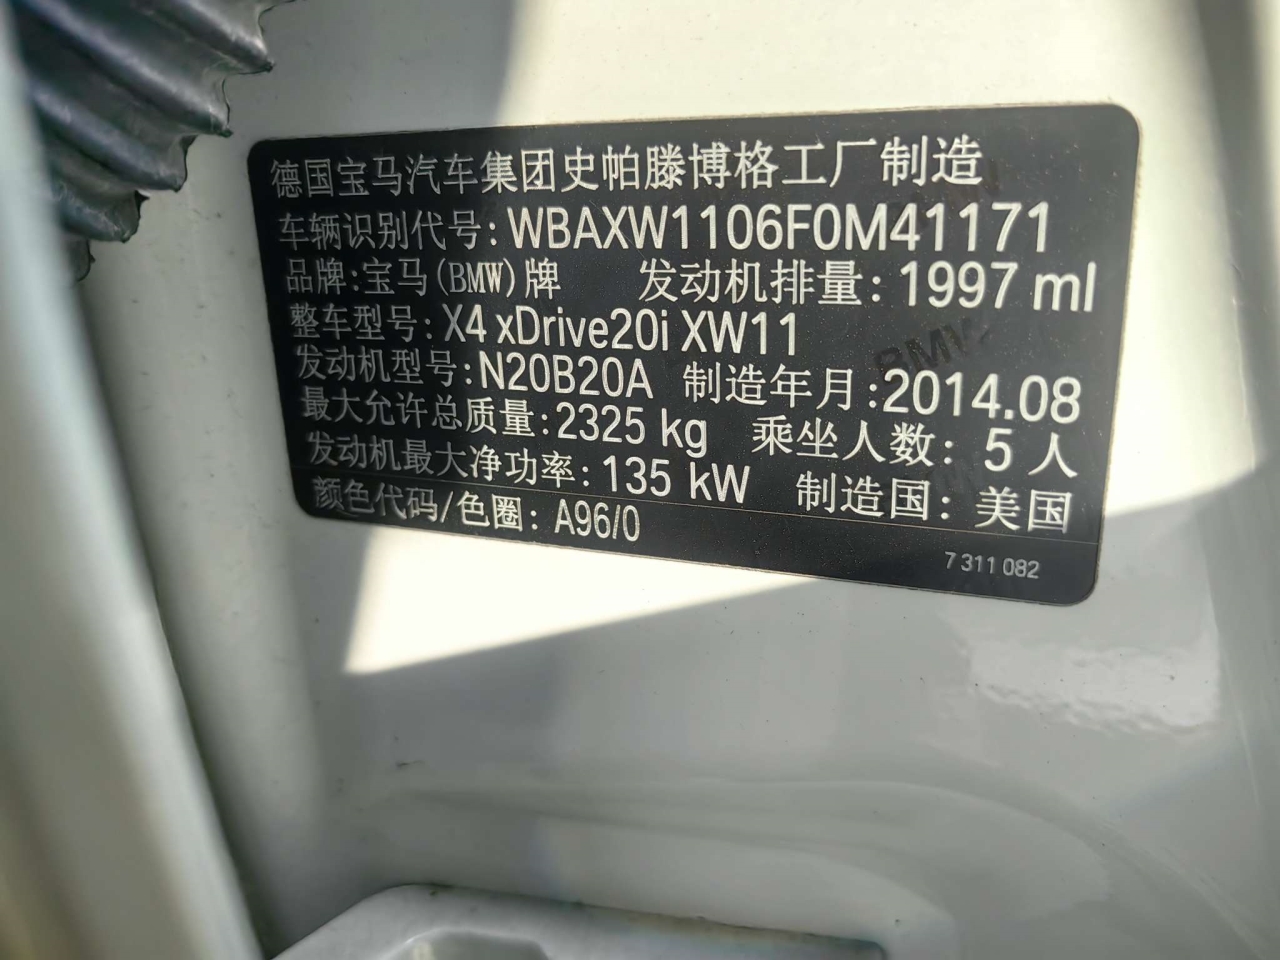 德国宝马汽车集团史帕滕博格工厂制造
车辆识别代号: WBAXW1106F0M41171
品牌:宝马(BMW)牌 发动机排量: 1997 ml
整车型号: X4 xDrive20i XW11
发动机型号: N20B20A 制造年月:2014.08
最大允许总质量: 2325 kg 乘坐人数: 5 人
发动机最大净功率: 135 kW 制造国: 美国
颜色代码/色圈: A96/0
7 311 082
BMW